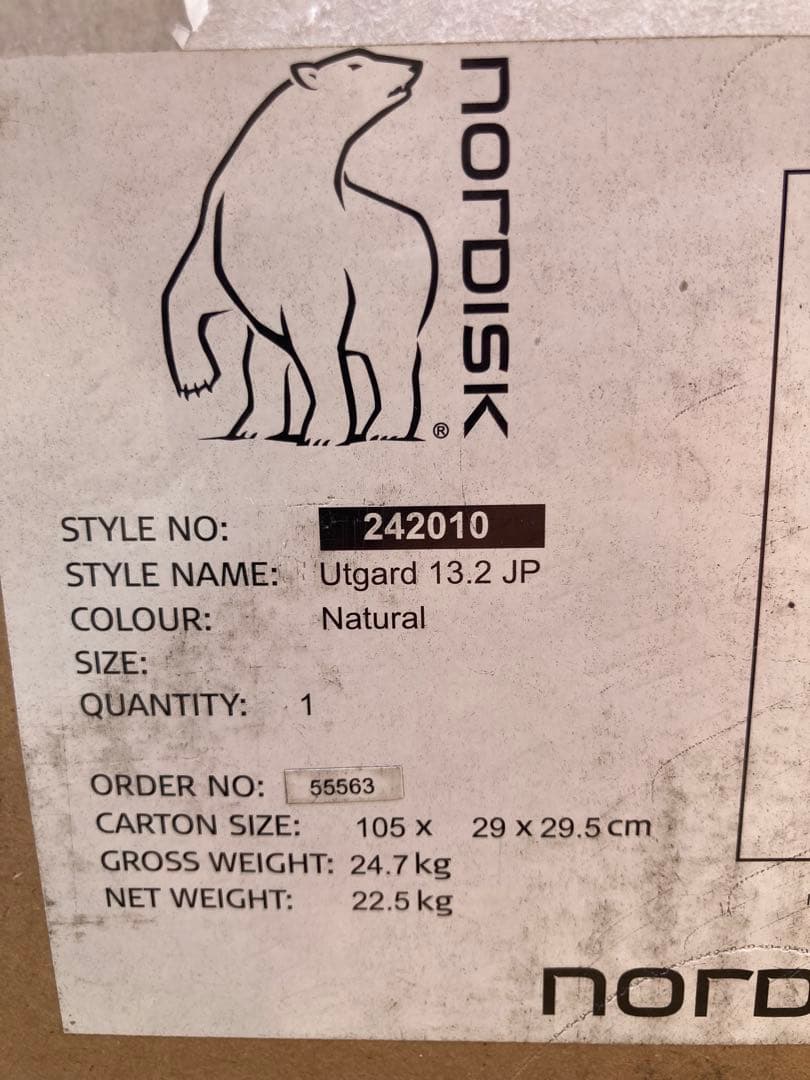 NORDISK
®
STYLE NO: 242010
STYLE NAME: Utgard 13.2 JP
COLOUR: Natural
SIZE:
QUANTITY: 1
ORDER NO: 55563
CARTON SIZE: 105 x 29 x 29.5 cm
GROSS WEIGHT: 24.7 kg
NET WEIGHT: 22.5 kg
NORD